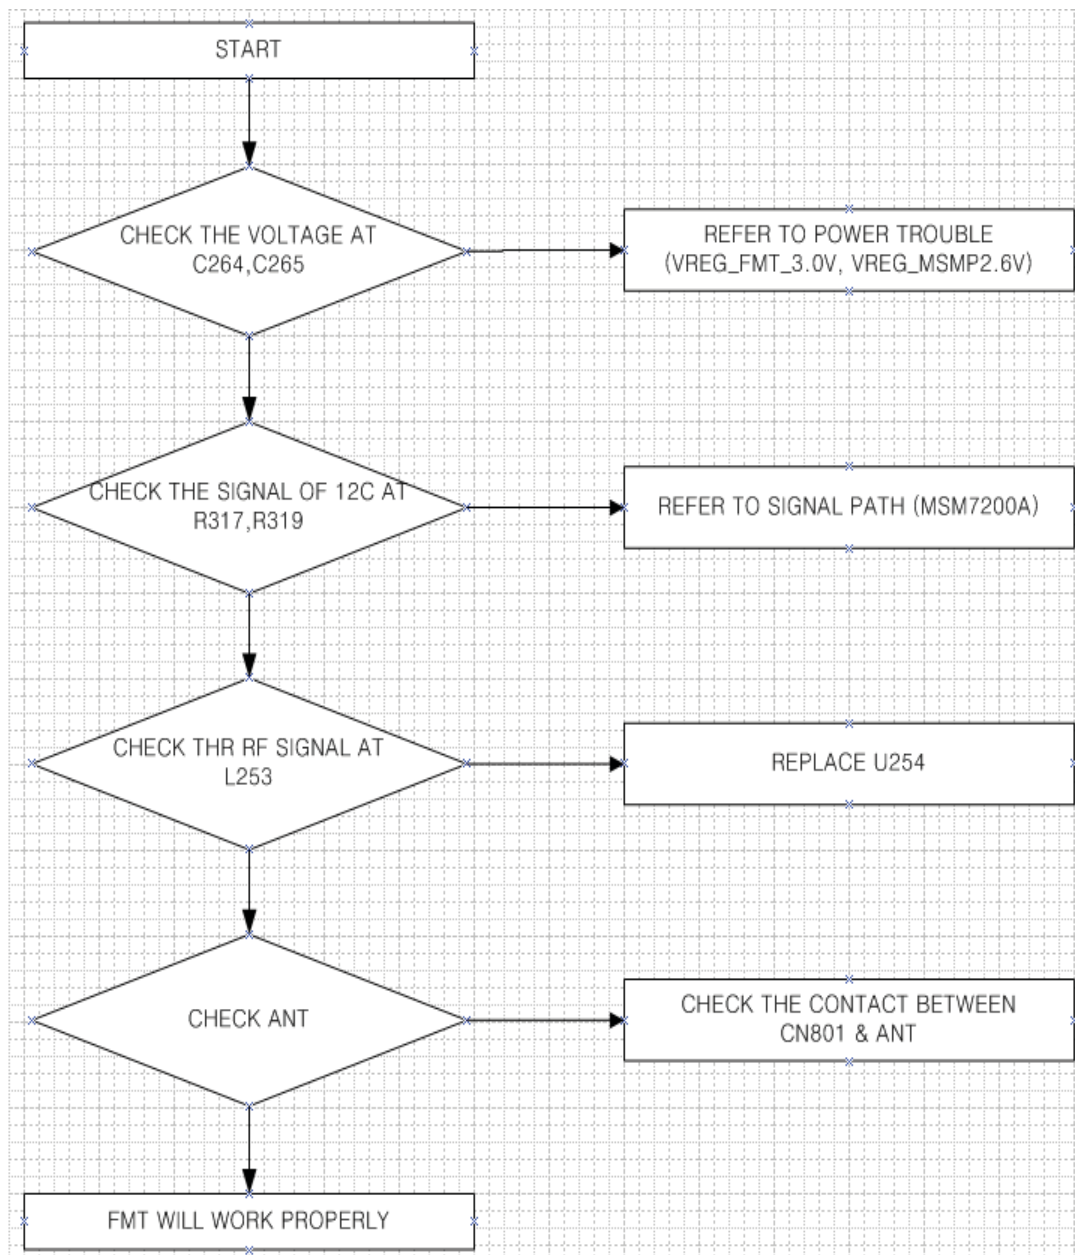 START
CHECK THE VOLTAGE AT
C264,C265
REFER TO POWER TROUBLE
(VREG_FMT_3.0V, VREG_MSMP2.6V)
CHECK THE SIGNAL OF 12C AT
R317,R319
REFER TO SIGNAL PATH (MSM7200A)
CHECK THR RF SIGNAL AT
L253
REPLACE U254
CHECK ANT
CHECK THE CONTACT BETWEEN
CN801 & ANT
FMT WILL WORK PROPERLY